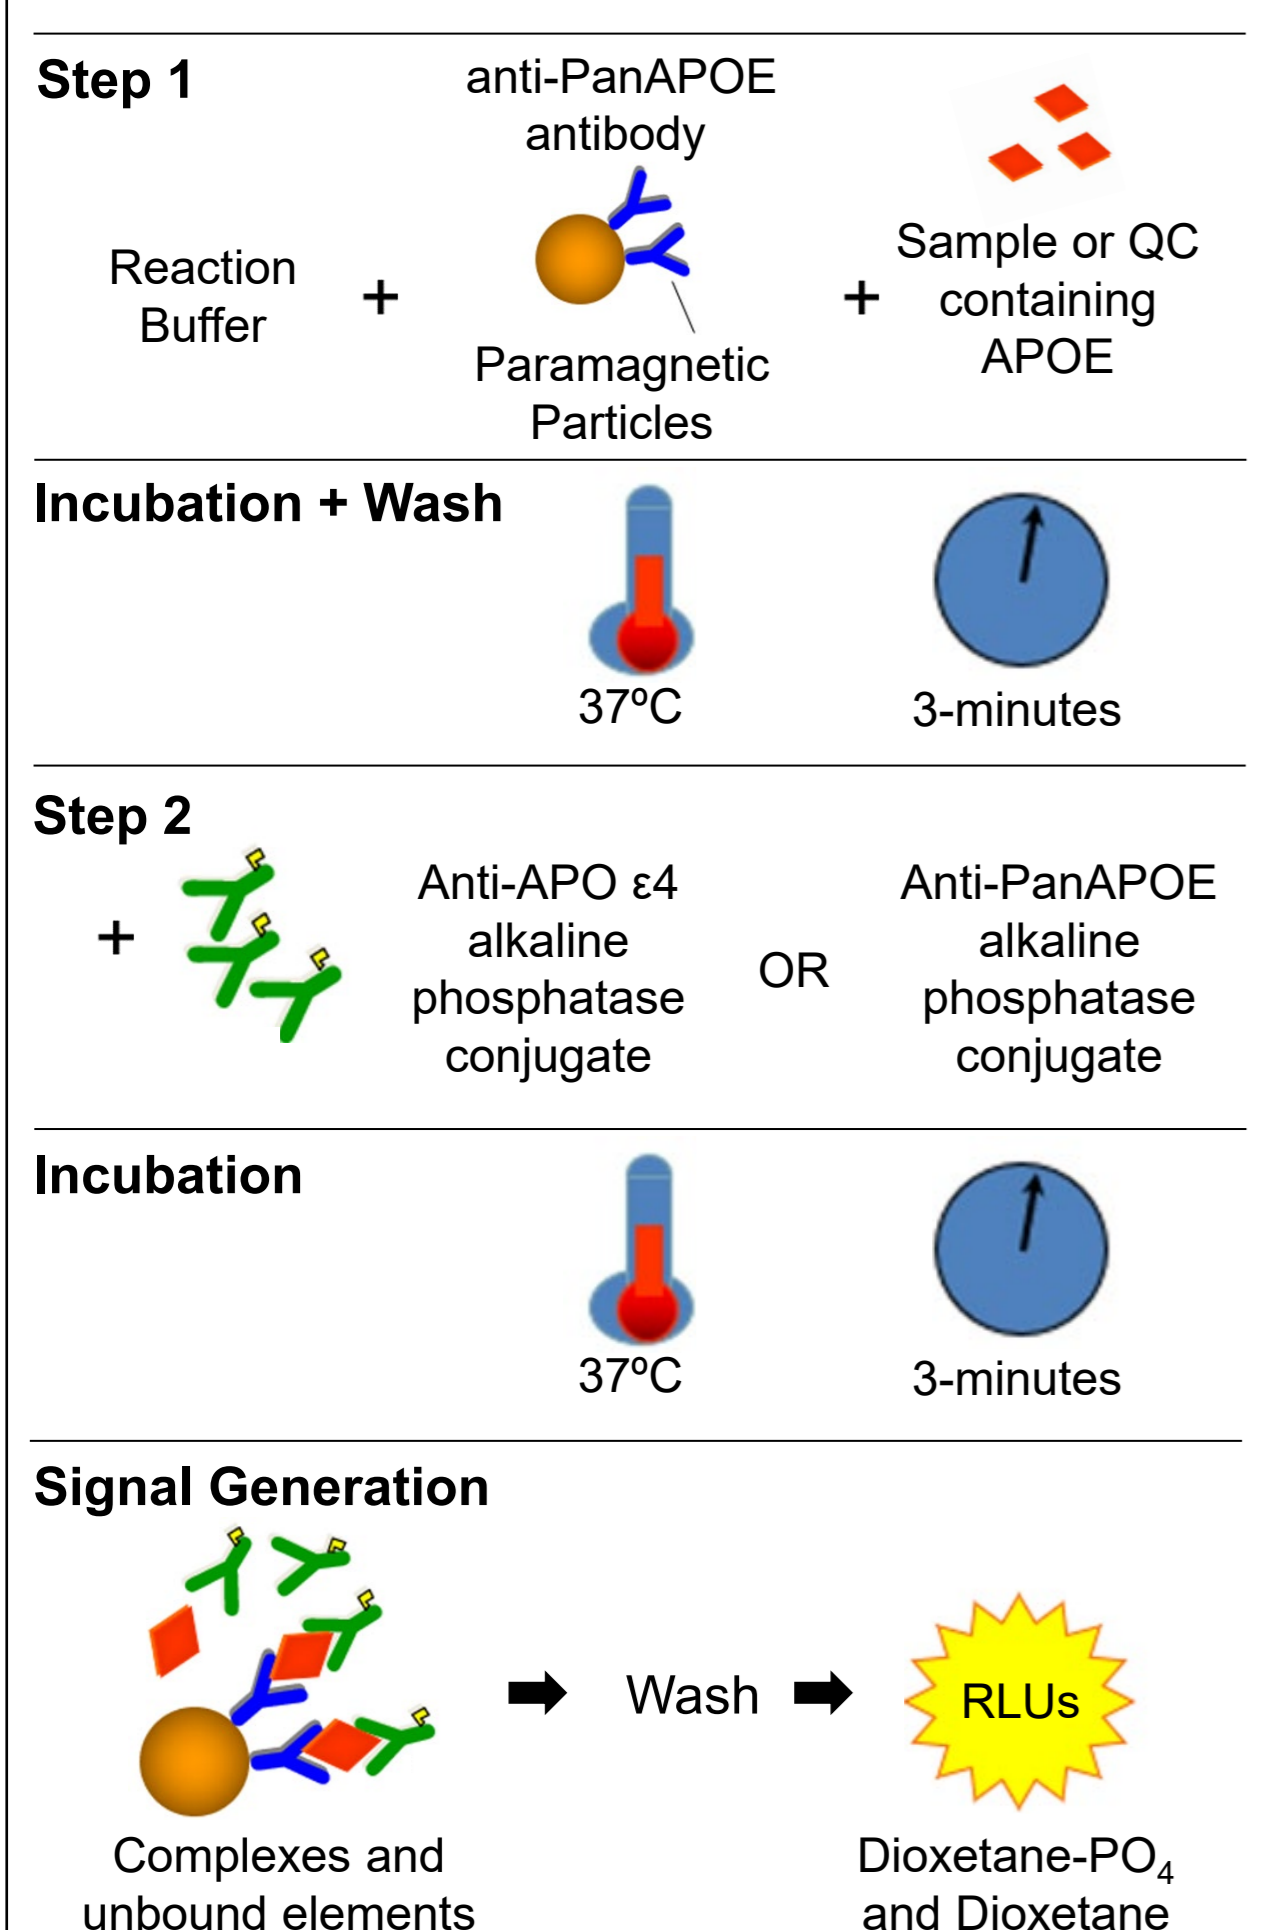 Step 1
anti-PanAPOE
antibody
Reaction
Buffer
+
Paramagnetic
Particles
+
Sample or QC
containing
APOE
Incubation + Wash
37ºC
3-minutes
Step 2
+
Anti-APO ε4
alkaline
phosphatase
conjugate
OR
Anti-PanAPOE
alkaline
phosphatase
conjugate
Incubation
37ºC
3-minutes
Signal Generation
Wash
RLUs
Complexes and
unbound elements
Dioxetane-PO₄
and Dioxetane